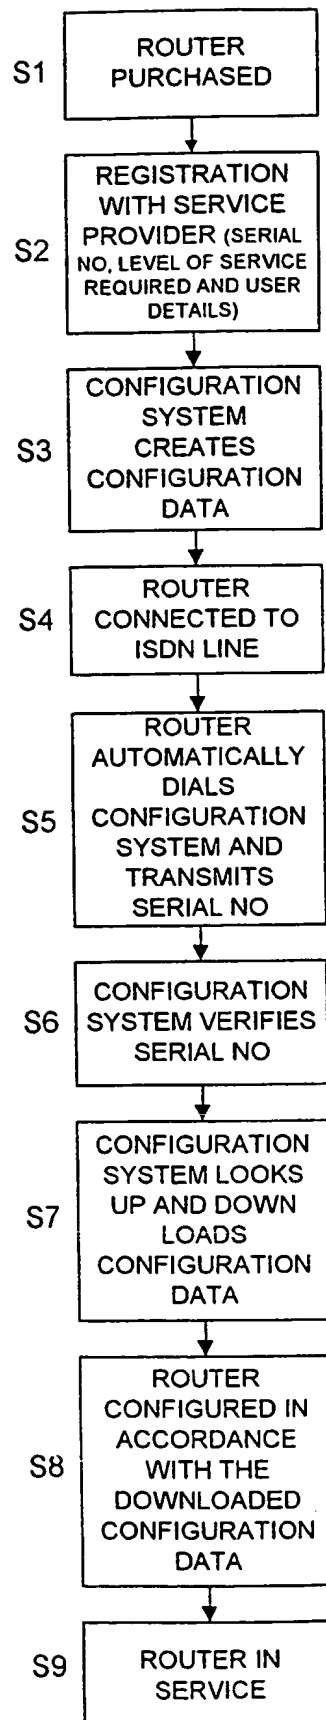 S1
ROUTER
PURCHASED
S2
REGISTRATION
WITH SERVICE
PROVIDER (SERIAL
NO, LEVEL OF SERVICE
REQUIRED AND USER
DETAILS)
S3
CONFIGURATION
SYSTEM
CREATES
CONFIGURATION
DATA
S4
ROUTER
CONNECTED TO
ISDN LINE
S5
ROUTER
AUTOMATICALLY
DIALS
CONFIGURATION
SYSTEM AND
TRANSMITS
SERIAL NO
S6
CONFIGURATION
SYSTEM VERIFIES
SERIAL NO
S7
CONFIGURATION
SYSTEM LOOKS
UP AND DOWN
LOADS
CONFIGURATION
DATA
S8
ROUTER
CONFIGURED IN
ACCORDANCE
WITH THE
DOWNLOADED
CONFIGURATION
DATA
S9
ROUTER IN
SERVICE